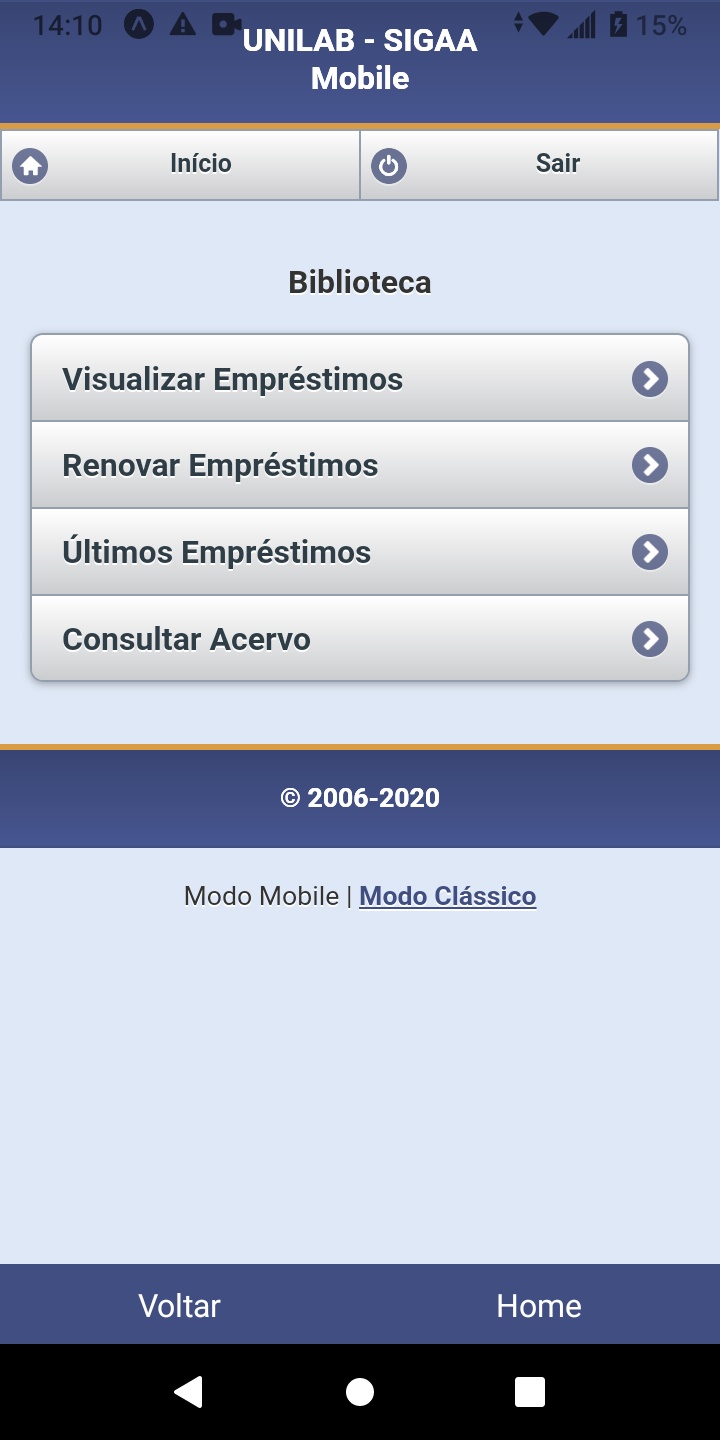 14:10
15%
UNILAB - SIGAA
Mobile
Início
Sair
Biblioteca
Visualizar Empréstimos
Renovar Empréstimos
Últimos Empréstimos
Consultar Acervo
© 2006-2020
Modo Mobile | Modo Clássico
Voltar
Home